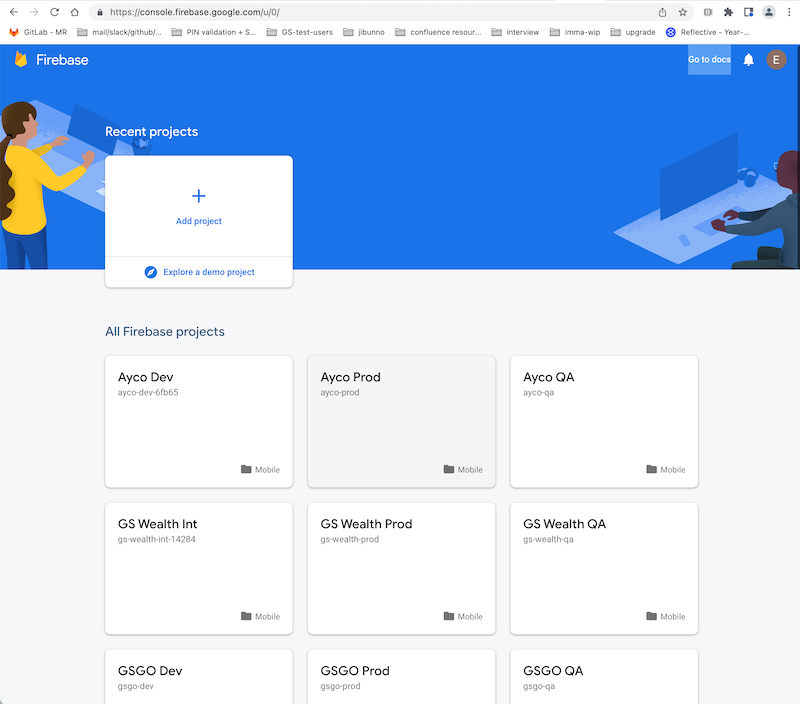 https://console.firebase.google.com/u/0/
GitLab - MR
mail/slack/github/...
PIN validation + S...
GS-test-users
jibunno
confluence resour...
interview
imma-wip
upgrade
Reflective - Year-...
Firebase
Go to docs
E
Recent projects
Add project
Explore a demo project
All Firebase projects
Ayco Dev
ayco-dev-6fb65
Mobile
Ayco Prod
ayco-prod
Mobile
Ayco QA
ayco-qa
Mobile
GS Wealth Int
gs-wealth-int-14284
Mobile
GS Wealth Prod
gs-wealth-prod
Mobile
GS Wealth QA
gs-wealth-qa
Mobile
GSGO Dev
gsgo-dev
GSGO Prod
gsgo-prod
GSGO QA
gsgo-qa